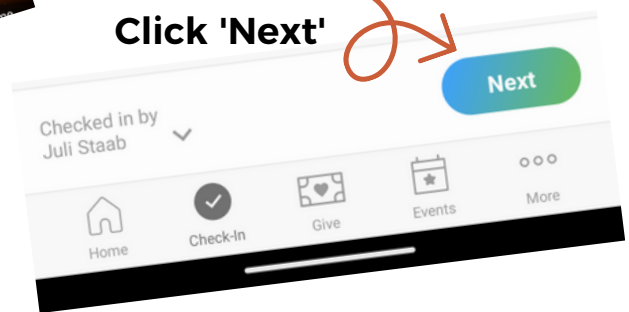 Click 'Next'
Next
Checked in by
Juli Staab
Home
Check-In
Give
Events
More